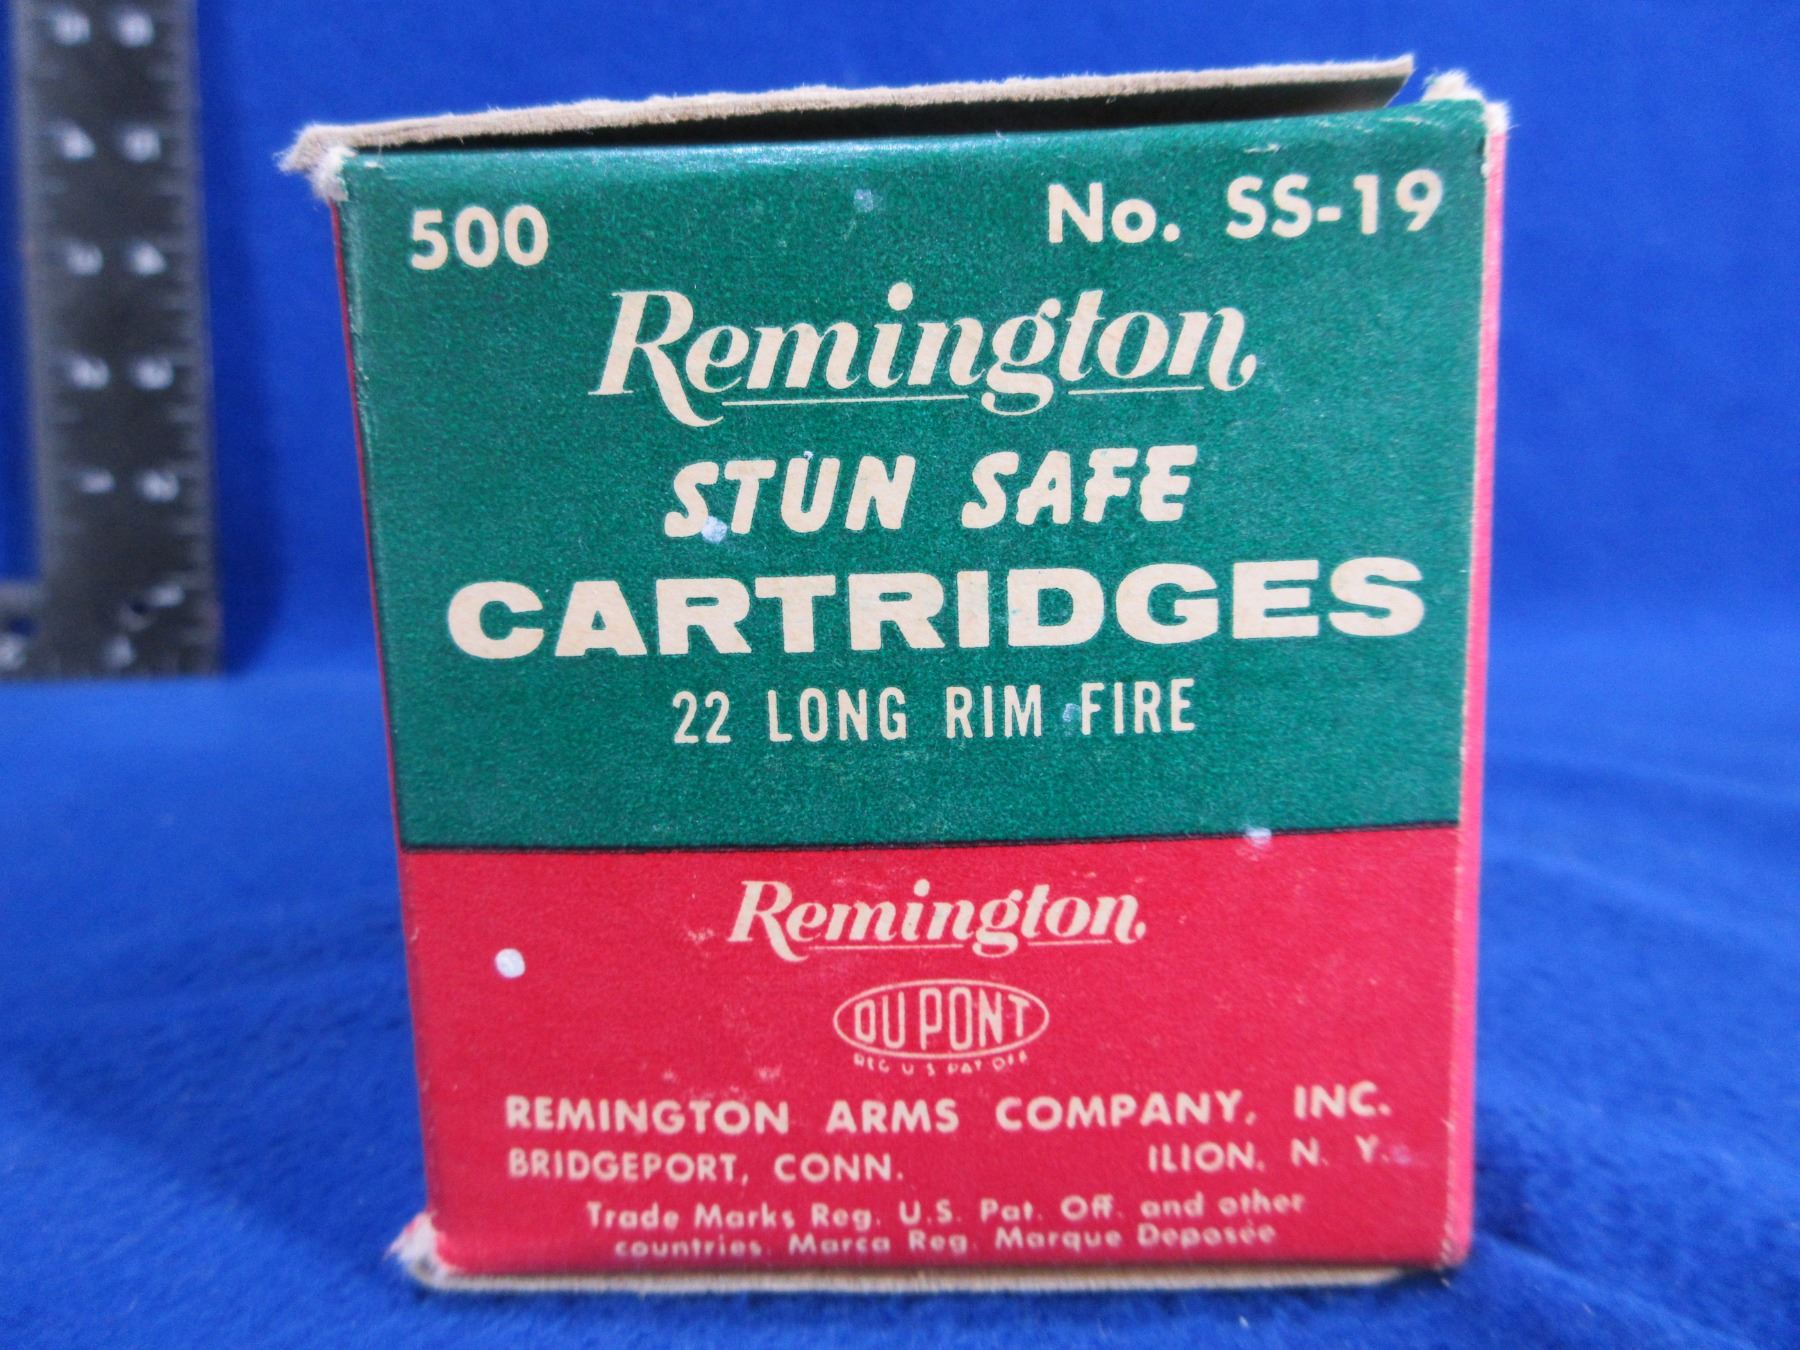 500 No. SS-19
Remington
STUN SAFE
CARTRIDGES
22 LONG RIM FIRE
Remington
DU PONT
REG U S PAT OFF
REMINGTON ARMS COMPANY, INC.
BRIDGEPORT, CONN. ILION, N. Y.
Trade Marks Reg. U.S. Pat. Off. and other
countries. Marca Reg. Marque Deposée